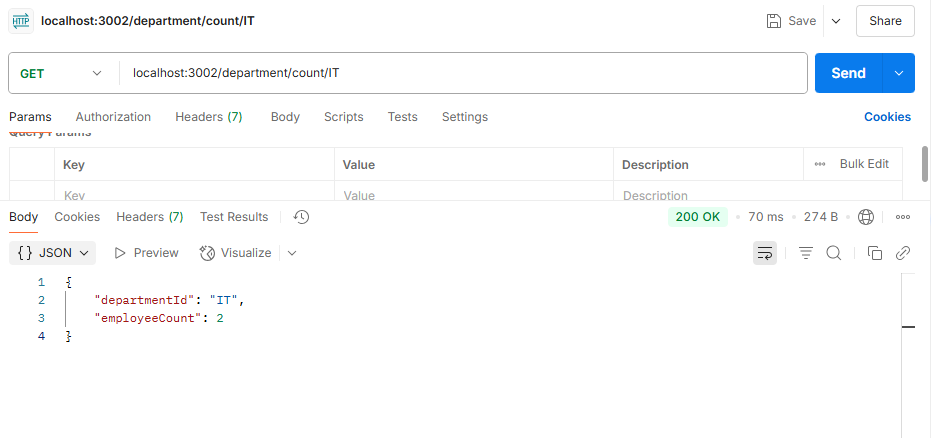 HTTP localhost:3002/department/count/IT Save Share
GET localhost:3002/department/count/IT Send
Params Authorization Headers (7) Body Scripts Tests Settings Cookies
Query Params
Key Value Description Bulk Edit
Key Value Description
Body Cookies Headers (7) Test Results 200 OK 70 ms 274 B
{} JSON Preview Visualize
1 {
2 "departmentId": "IT",
3 "employeeCount": 2
4 }